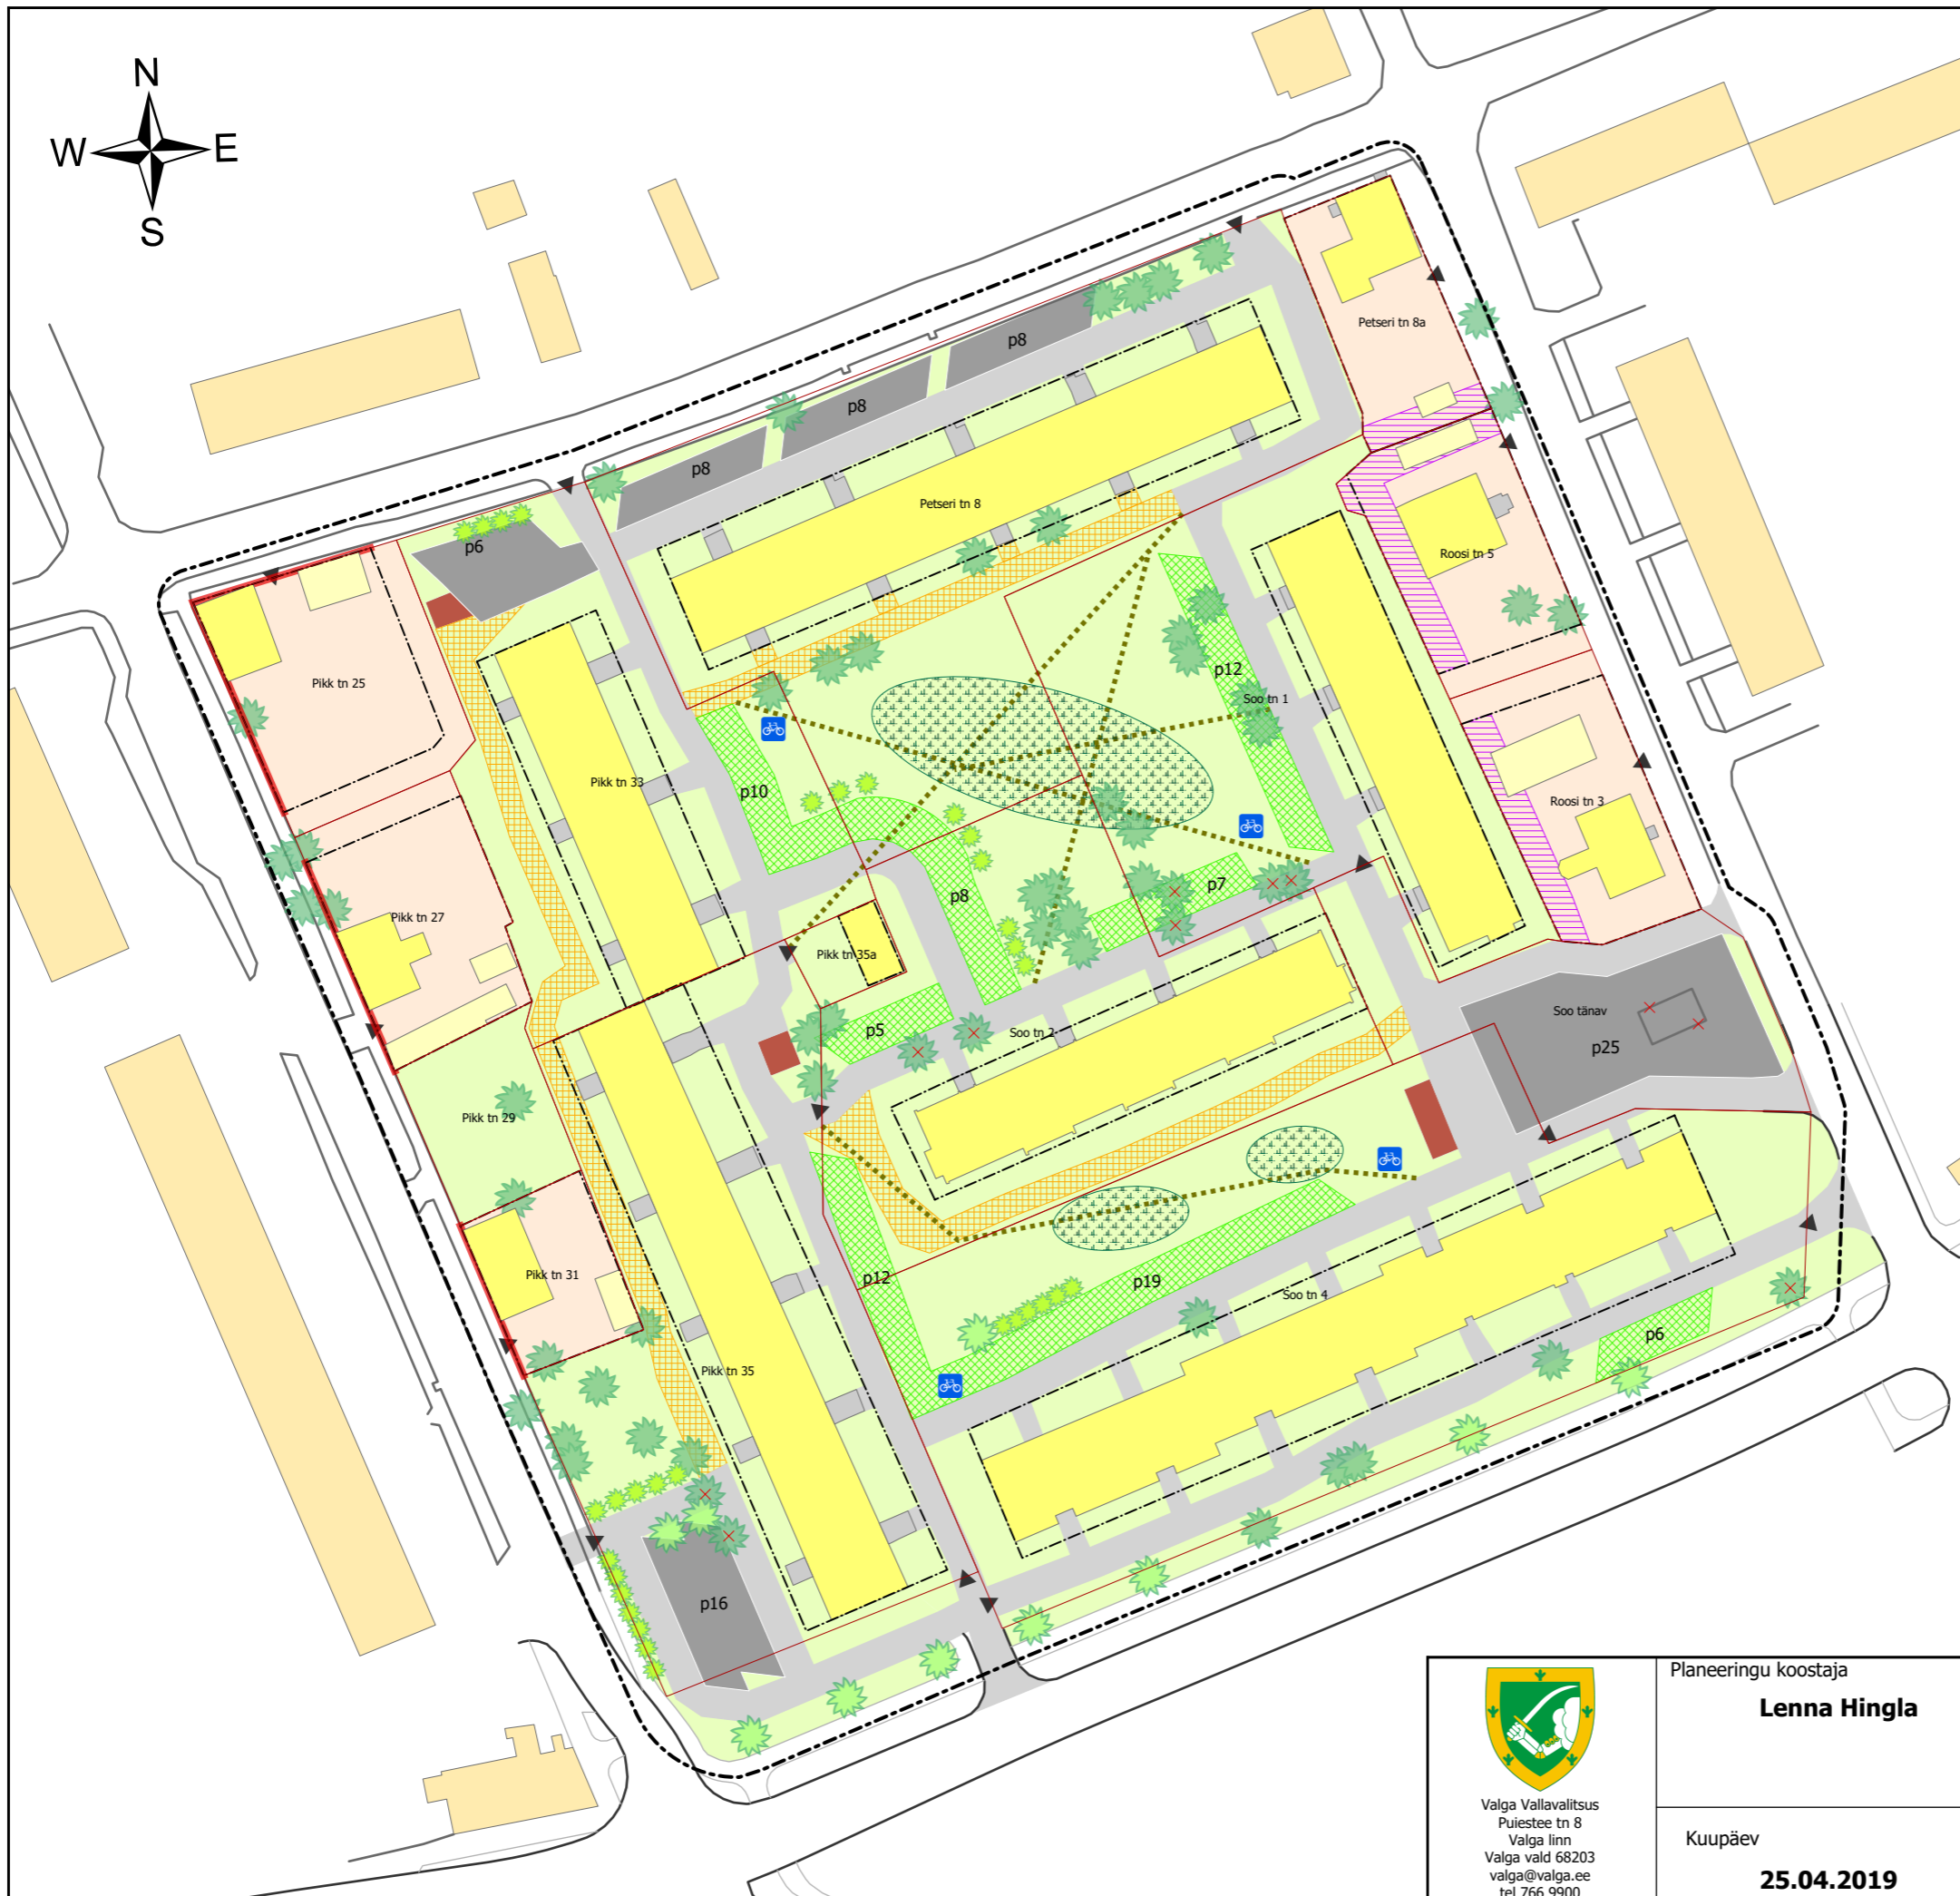 N
W E
S
Petseri tn 8a
p8
p8
p8
Petseri tn 8
p6
Roosi tn 5
Pikk tn 25
p12
Soo tn 1
Pikk tn 33
p10
Roosi tn 3
p7
p8
Pikk tn 27
Pikk tn 35a
Soo tänav
p5
Soo tn 2
p25
Pikk tn 29
Pikk tn 31
p12
p19
Soo tn 4
p6
Pikk tn 35
p16
Planeeringu koostaja
Lenna Hingla
Valga Vallavalitsus
Puiestee tn 8
Valga linn
Valga vald 68203
valga@valga.ee
tel 766 9900
Kuupäev
25.04.2019